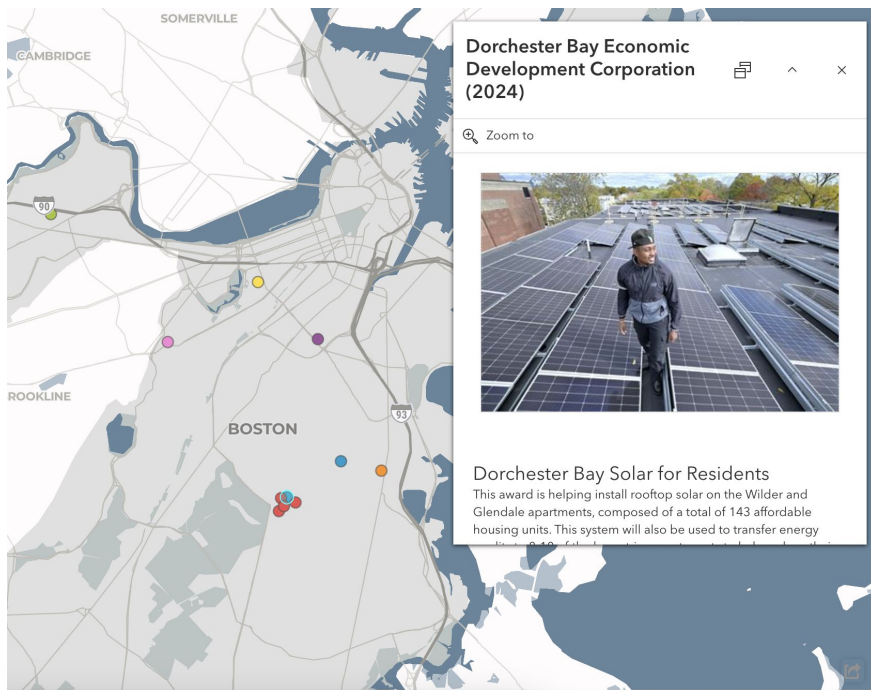 SOMERVILLE
CAMBRIDGE
90
ROOKLINE
BOSTON
93
Dorchester Bay Economic
Development Corporation
(2024)
Zoom to
Dorchester Bay Solar for Residents
This award is helping install rooftop solar on the Wilder and
Glendale apartments, composed of a total of 143 affordable
housing units. This system will also be used to transfer energy